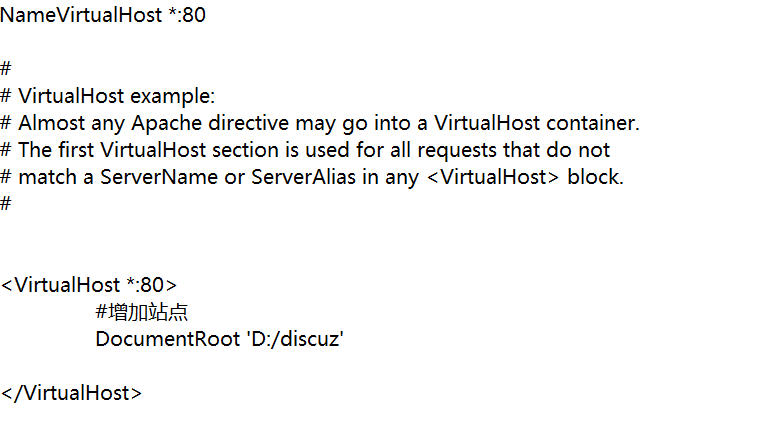 NameVirtualHost *:80
#
# VirtualHost example:
# Almost any Apache directive may go into a VirtualHost container.
# The first VirtualHost section is used for all requests that do not
# match a ServerName or ServerAlias in any <VirtualHost> block.
#
<VirtualHost *:80>
#增加站点
DocumentRoot 'D:/discuz'
</VirtualHost>